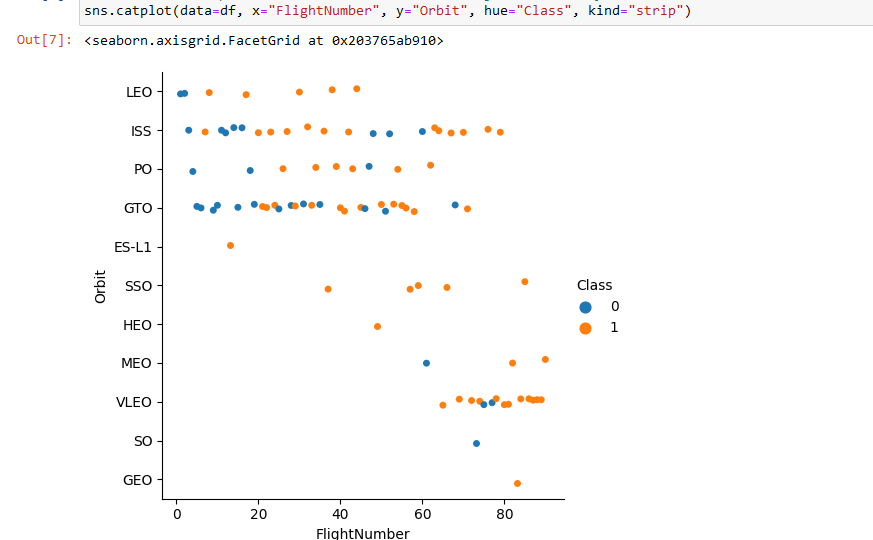 sns.catplot(data=df, x="FlightNumber", y="Orbit", hue="Class", kind="strip")
Out[7]: <seaborn.axisgrid.FacetGrid at 0x203765ab910>
LEO
ISS
PO
GTO
ES-L1
SSO
HEO
MEO
VLEO
SO
GEO
Orbit
Class
0
1
0 20 40 60 80
FlightNumber